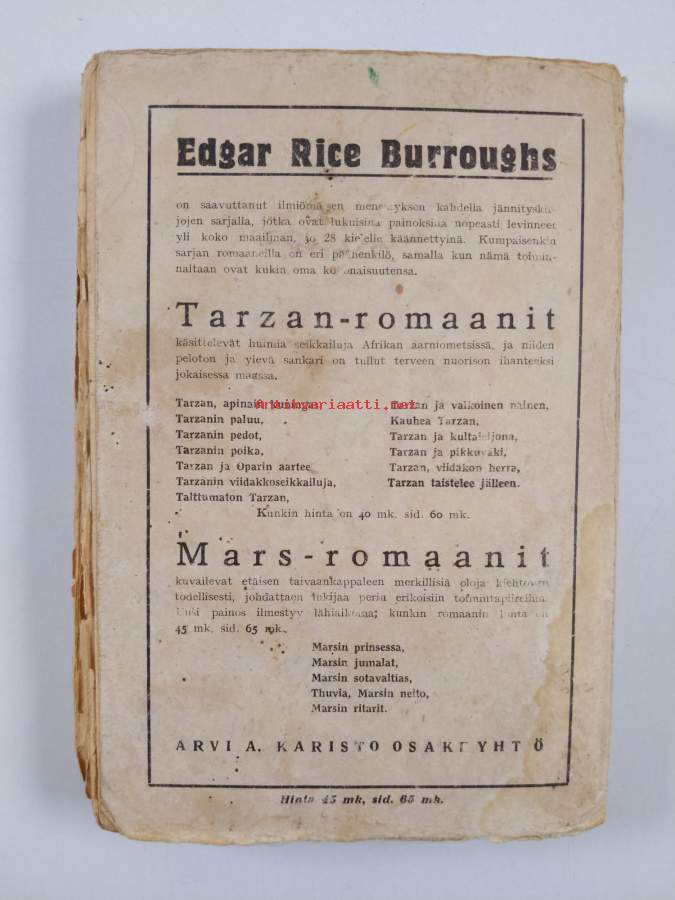 Edgar Rice Burroughs
on saavuttanut ilmiömäisen menestyksen kahdella jännityskir-
jojen sarjalla, jotka ovat lukuisina painoksina nopeasti levinneet
yli koko maailman, jo 28 kielelle käännettyinä. Kumpaisenkin
sarjan romaaneilla on eri päähenkilö, samalla kun nämä toimin-
naltaan ovat kukin oma kokonaisuutensa.
Tarzan-romaanit
käsittelevät huimia seikkailuja Afrikan aarniometsissä, ja niiden
peloton ja ylevä sankari on tullut terveen nuorison ihanteeksi
jokaisessa maassa.
Tarzan, apinain kuningas,
Tarzanin paluu,
Tarzanin pedot,
Tarzanin poika,
Tarzan ja Oparin aarteet
Tarzanin viidakkoseikkailuja,
Talttumaton Tarzan,
Tarzan ja valkoinen nainen,
Kauhea Tarzan,
Tarzan ja kultaleijona,
Tarzan ja pikkuväki,
Tarzan, viidakon herra,
Tarzan taistelee jälleen.
Antikvariaatti.net
Kunkin hinta on 40 mk. sid. 60 mk.
Mars-romaanit
kuvailevat etäisen taivaankappaleen merkillisiä oloja kiehtovan
todellisesti, johdattaen lukijaa perin erikoisiin toimintapiireihin.
Uusi painos ilmestyy lähiaikoina; kunkin romaanin hinta on
45 mk. sid. 65 mk.
Marsin prinsessa,
Marsin jumalat,
Marsin sotavaltias,
Thuvia, Marsin neito,
Marsin ritarit.
ARVI A. KARISTO OSAKEYHTIÖ
Hinta 45 mk, sid. 65 mk.